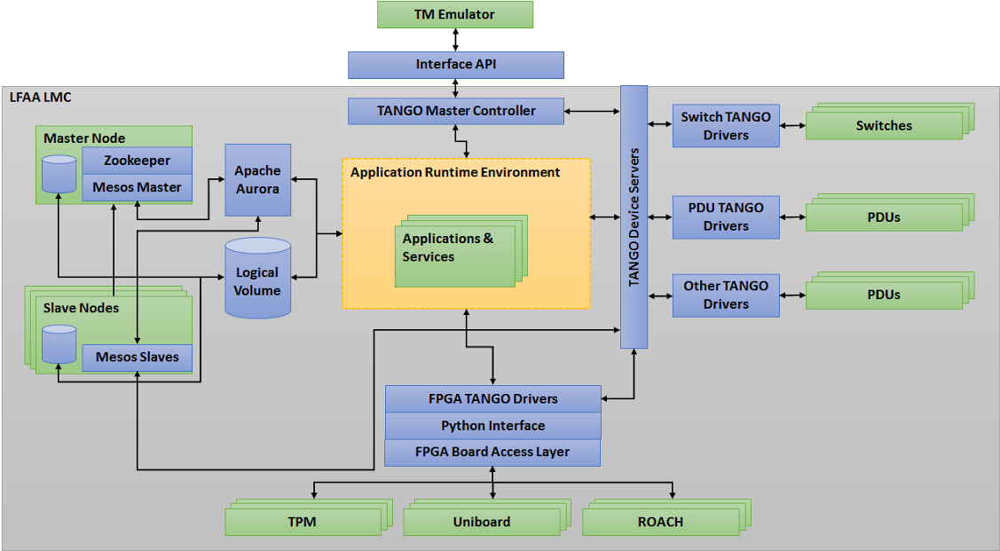 TM Emulator
Interface API
LFAA LMC
TANGO Master Controller
Master Node
Zookeeper
Mesos Master
Apache
Aurora
Logical
Volume
Slave Nodes
Mesos Slaves
Application Runtime Environment
Applications &
Services
TANGO Device Servers
Switch TANGO
Drivers
Switches
PDU TANGO
Drivers
PDUs
Other TANGO
Drivers
PDUs
FPGA TANGO Drivers
Python Interface
FPGA Board Access Layer
TPM
Uniboard
ROACH